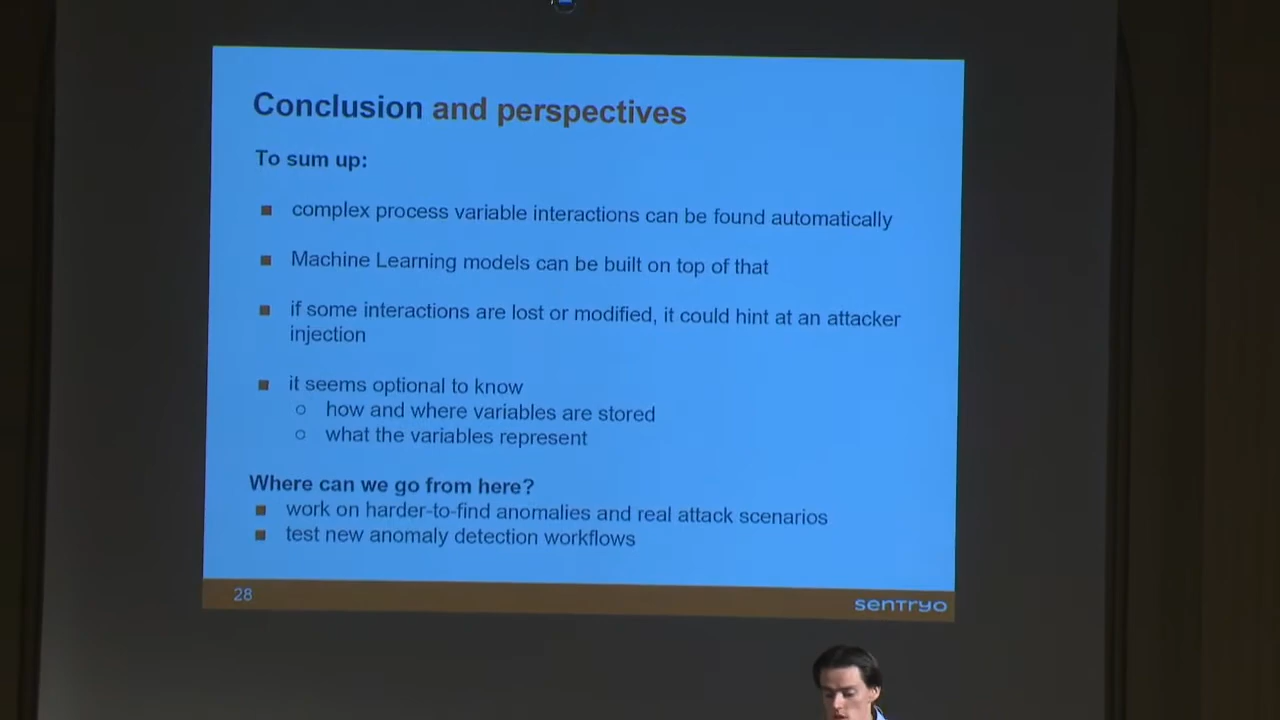 Conclusion and perspectives
To sum up:
■ complex process variable interactions can be found automatically
■ Machine Learning models can be built on top of that
■ if some interactions are lost or modified, it could hint at an attacker
injection
■ it seems optional to know
○ how and where variables are stored
○ what the variables represent
Where can we go from here?
■ work on harder-to-find anomalies and real attack scenarios
■ test new anomaly detection workflows
28
sentryo